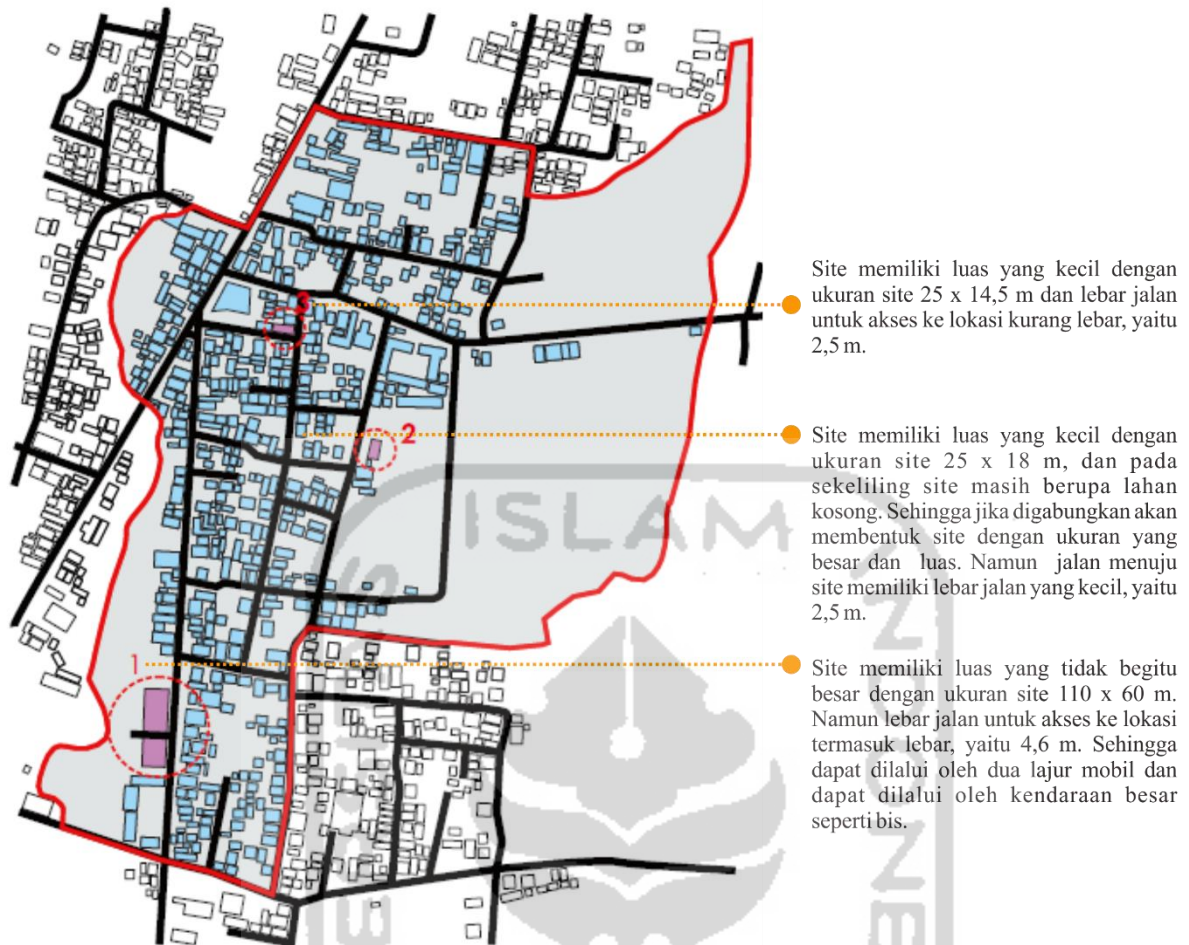 3
Site memiliki luas yang kecil dengan
ukuran site 25 x 14,5 m dan lebar jalan
untuk akses ke lokasi kurang lebar, yaitu
2,5 m.
2
Site memiliki luas yang kecil dengan
ukuran site 25 x 18 m, dan pada
sekeliling site masih berupa lahan
kosong. Sehingga jika digabungkan akan
membentuk site dengan ukuran yang
besar dan luas. Namun jalan menuju
site memiliki lebar jalan yang kecil, yaitu
2,5 m.
1
Site memiliki luas yang tidak begitu
besar dengan ukuran site 110 x 60 m.
Namun lebar jalan untuk akses ke lokasi
termasuk lebar, yaitu 4,6 m. Sehingga
dapat dilalui oleh dua lajur mobil dan
dapat dilalui oleh kendaraan besar
seperti bis.
ISLAM
INDONE